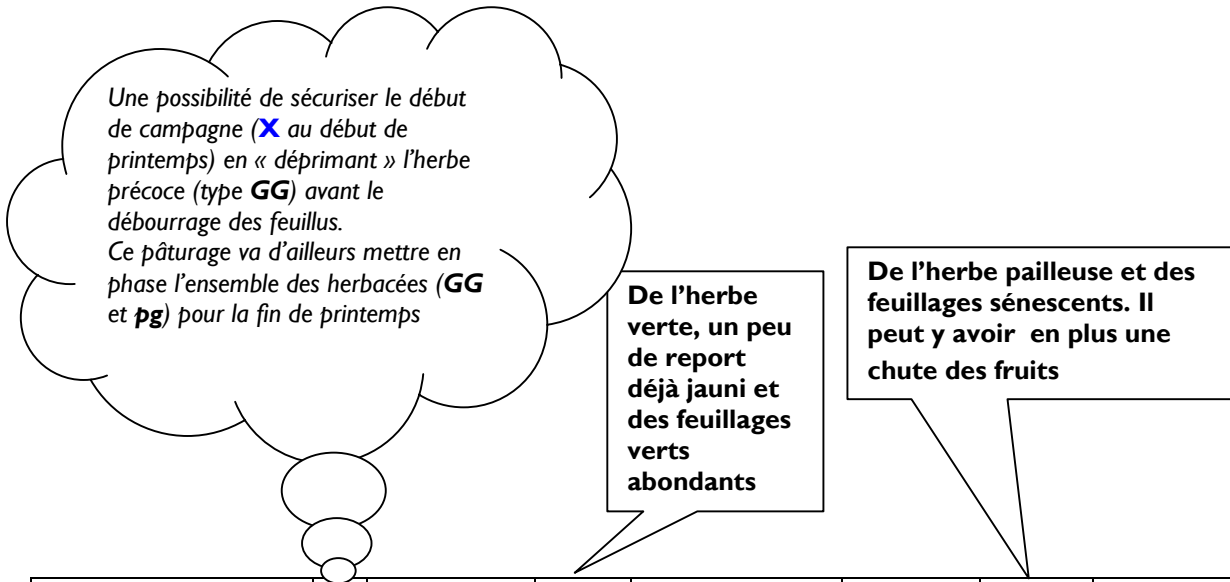 Une possibilité de sécuriser le début
de campagne (X au début de
printemps) en « déprimant » l'herbe
précoce (type GG) avant le
débourrage des feuillus.
Ce pâturage va d'ailleurs mettre en
phase l'ensemble des herbacées (GG
et pg) pour la fin de printemps
De l'herbe
verte, un peu
de report
déjà jauni et
des feuillages
verts
abondants
De l'herbe pailleuse et des
feuillages sénescents. Il
peut y avoir en plus une
chute des fruits